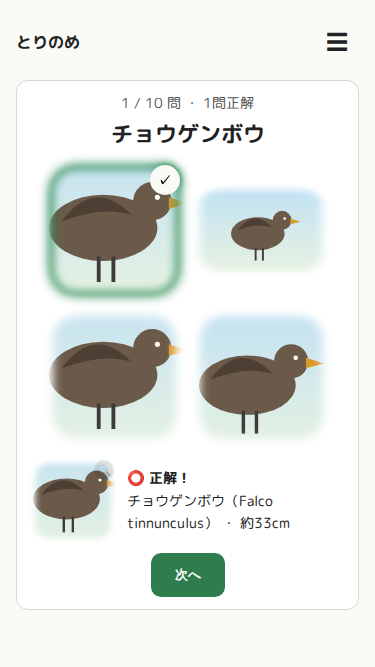 とりのめ
1 / 10 問 ・ 1問正解
チョウゲンボウ
✓
⭕ 正解！
チョウゲンボウ（Falco
tinnunculus） ・ 約33cm
次へ